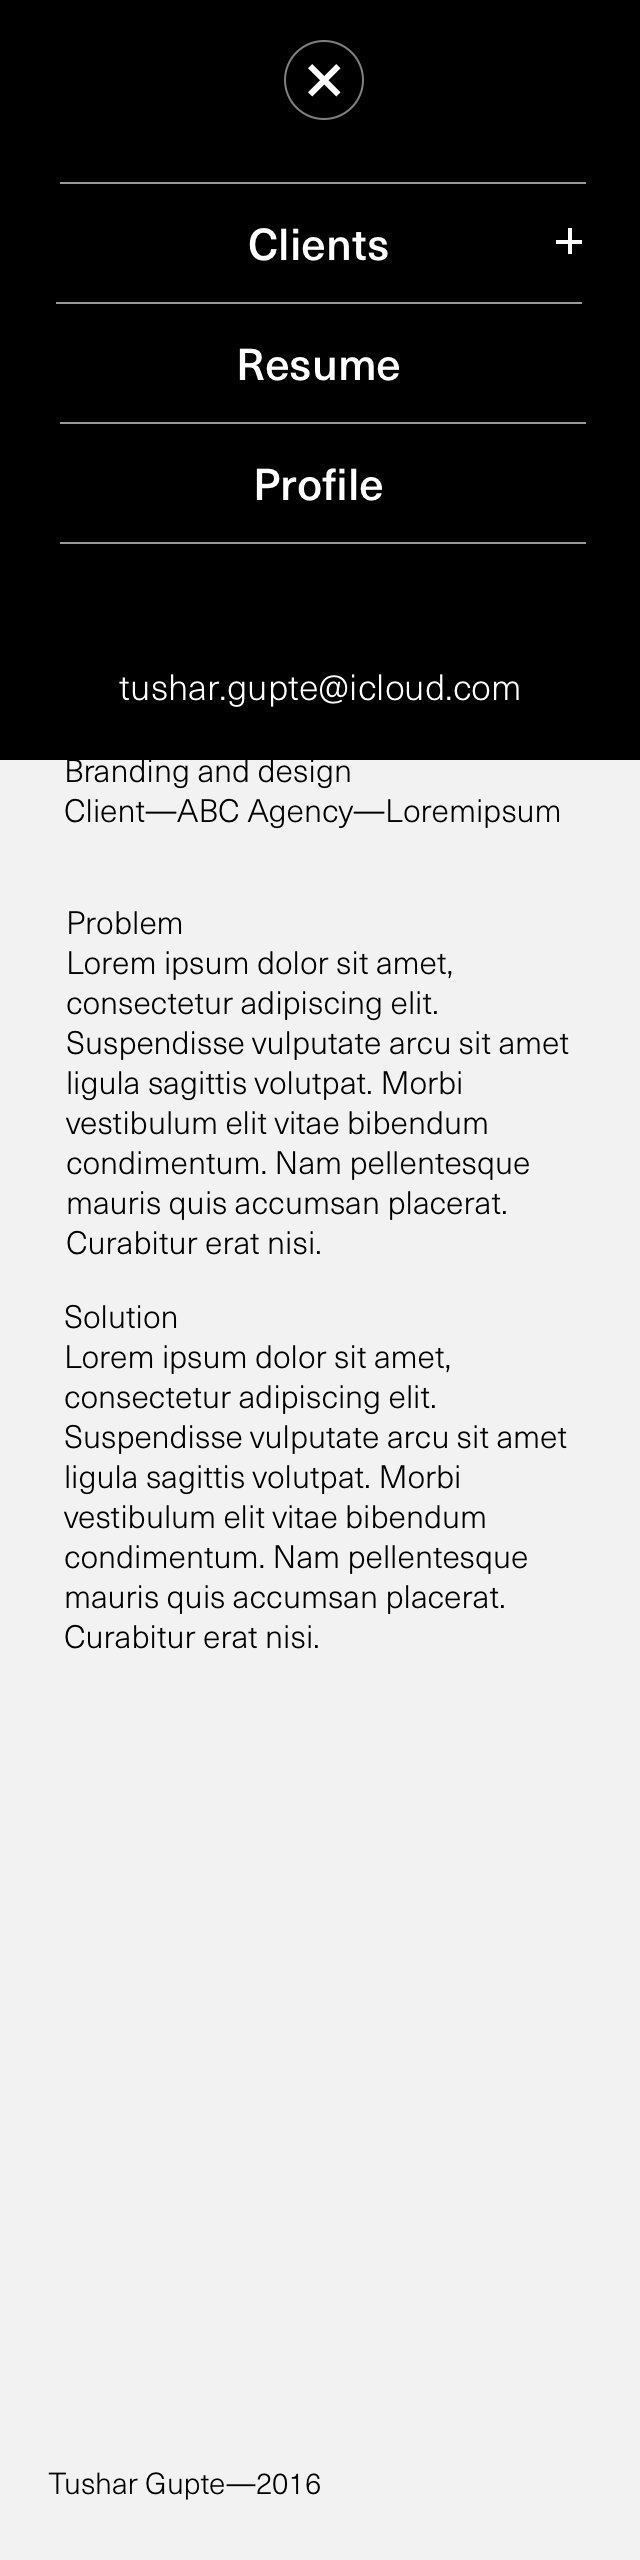 Clients
Resume
Profile
tushar.gupte@icloud.com
Branding and design
Client—ABC Agency—Loremipsum
Problem
Lorem ipsum dolor sit amet,
consectetur adipiscing elit.
Suspendisse vulputate arcu sit amet
ligula sagittis volutpat. Morbi
vestibulum elit vitae bibendum
condimentum. Nam pellentesque
mauris quis accumsan placerat.
Curabitur erat nisi.
Solution
Lorem ipsum dolor sit amet,
consectetur adipiscing elit.
Suspendisse vulputate arcu sit amet
ligula sagittis volutpat. Morbi
vestibulum elit vitae bibendum
condimentum. Nam pellentesque
mauris quis accumsan placerat.
Curabitur erat nisi.
Tushar Gupte—2016